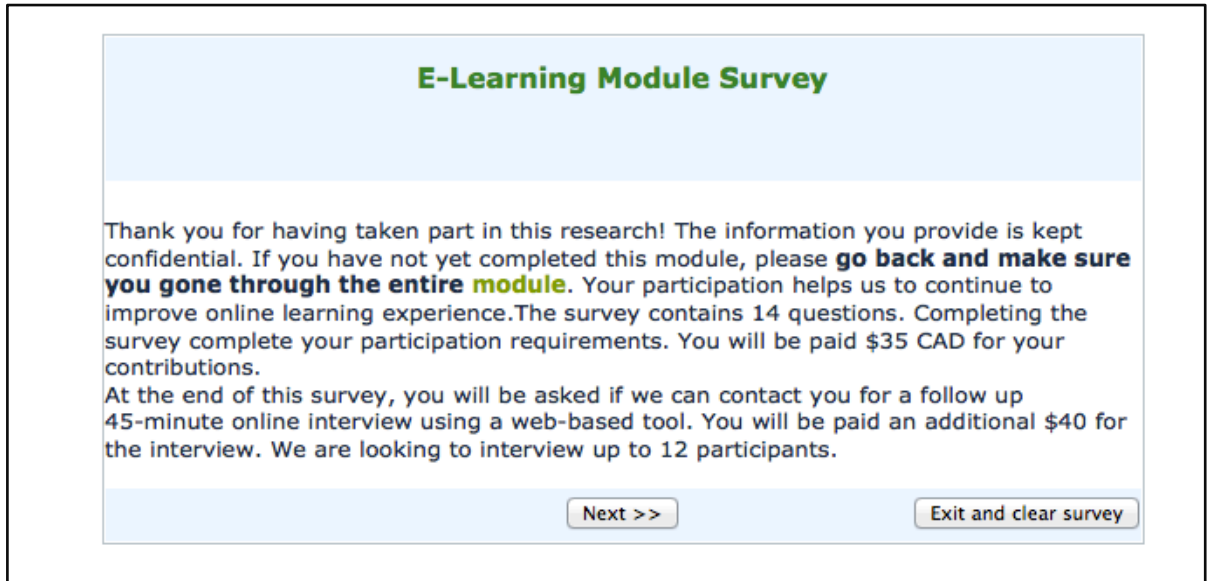 E-Learning Module Survey
Thank you for having taken part in this research! The information you provide is kept
confidential. If you have not yet completed this module, please go back and make sure
you gone through the entire module. Your participation helps us to continue to
improve online learning experience.The survey contains 14 questions. Completing the
survey complete your participation requirements. You will be paid $35 CAD for your
contributions.
At the end of this survey, you will be asked if we can contact you for a follow up
45-minute online interview using a web-based tool. You will be paid an additional $40 for
the interview. We are looking to interview up to 12 participants.
Next >>
Exit and clear survey